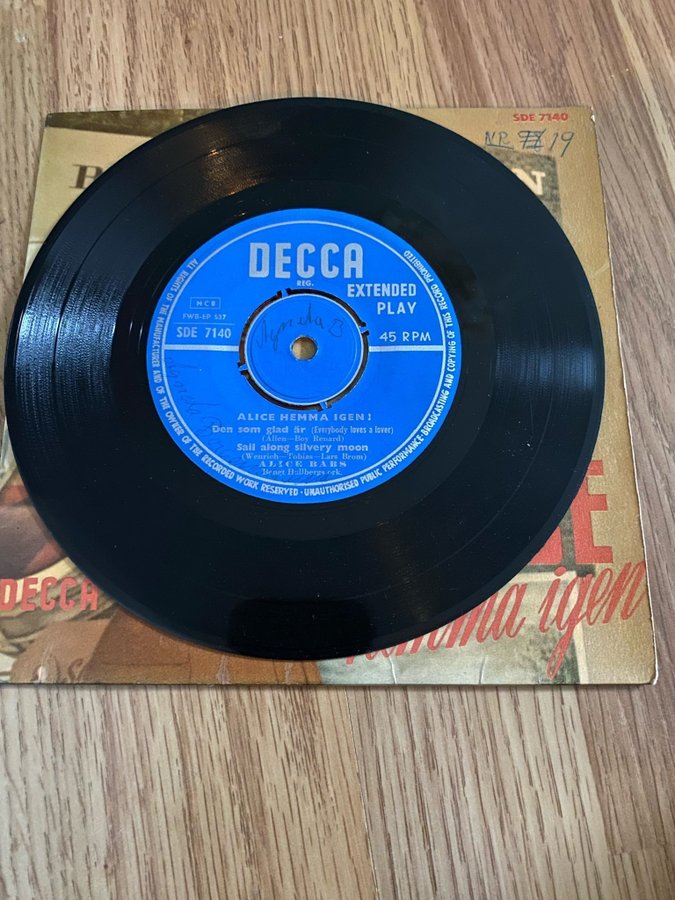 SDE 7140
NR 19
DECCA
REG.
EXTENDED
PLAY
NCB
FWB-EP 537
SDE 7140
45 RPM
Agneta B
ALICE HEMMA IGEN!
Den som glad är (Everybody loves a lover)
(Allen—Boy Renard)
Sail along silvery moon
(Wenrich—Tobias—Lars Brom)
ALICE BABS
Bengt Hallbergs ork.
ALL RIGHTS OF THE MANUFACTURER AND OF THE OWNER OF THE RECORDED WORK RESERVED · UNAUTHORISED PUBLIC PERFORMANCE · BROADCASTING AND COPYING OF THIS RECORD PROHIBITED
DECCA
hemma igen